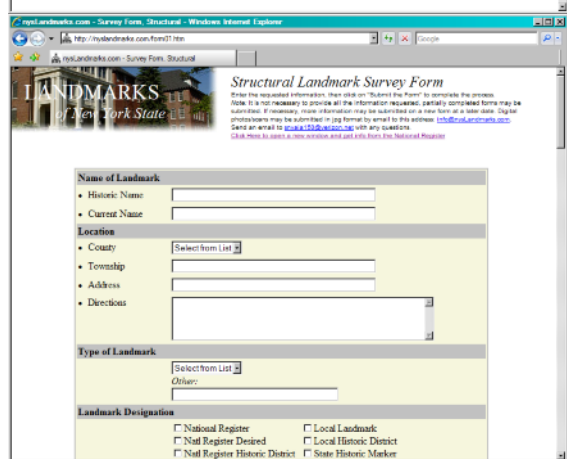 nysLandmarks.com - Survey Form, Structural - Windows Internet Explorer
http://nyslandmarks.com/form01.htm
Google
nysLandmarks.com - Survey Form, Structural
LANDMARKS
of New York State
Structural Landmark Survey Form
Enter the requested information, then click on "Submit the Form" to complete the process.
Note: It is not necessary to provide all the information requested, partially completed forms may be
submitted. If necessary, more information may be submitted on a new form at a later date. Digital
photos/scans may be submitted in jpg format by email to this address: info@nysLandmarks.com
Send an email to @verizon.net with any questions.
Click Here to open a new window and get info from the National Register
Name of Landmark
• Historic Name
• Current Name
Location
• County Select from List
• Township
• Address
• Directions
Type of Landmark
Select from List
Other:
Landmark Designation
National Register Local Landmark
Natl Register Desired Local Historic District
Natl Register Historic District State Historic Marker